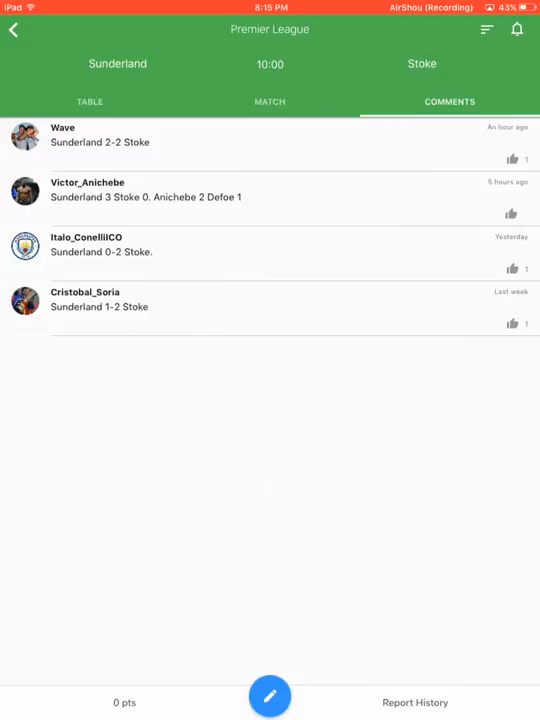 iPad 8:15 PM AirShou (Recording) 43%
Premier League
Sunderland 10:00 Stoke
TABLE MATCH COMMENTS
Wave An hour ago
Sunderland 2-2 Stoke
1
Victor_Anichebe 5 hours ago
Sunderland 3 Stoke 0. Anichebe 2 Defoe 1
Italo_ConelliICO Yesterday
Sunderland 0-2 Stoke.
1
Cristobal_Soria Last week
Sunderland 1-2 Stoke
1
0 pts Report History